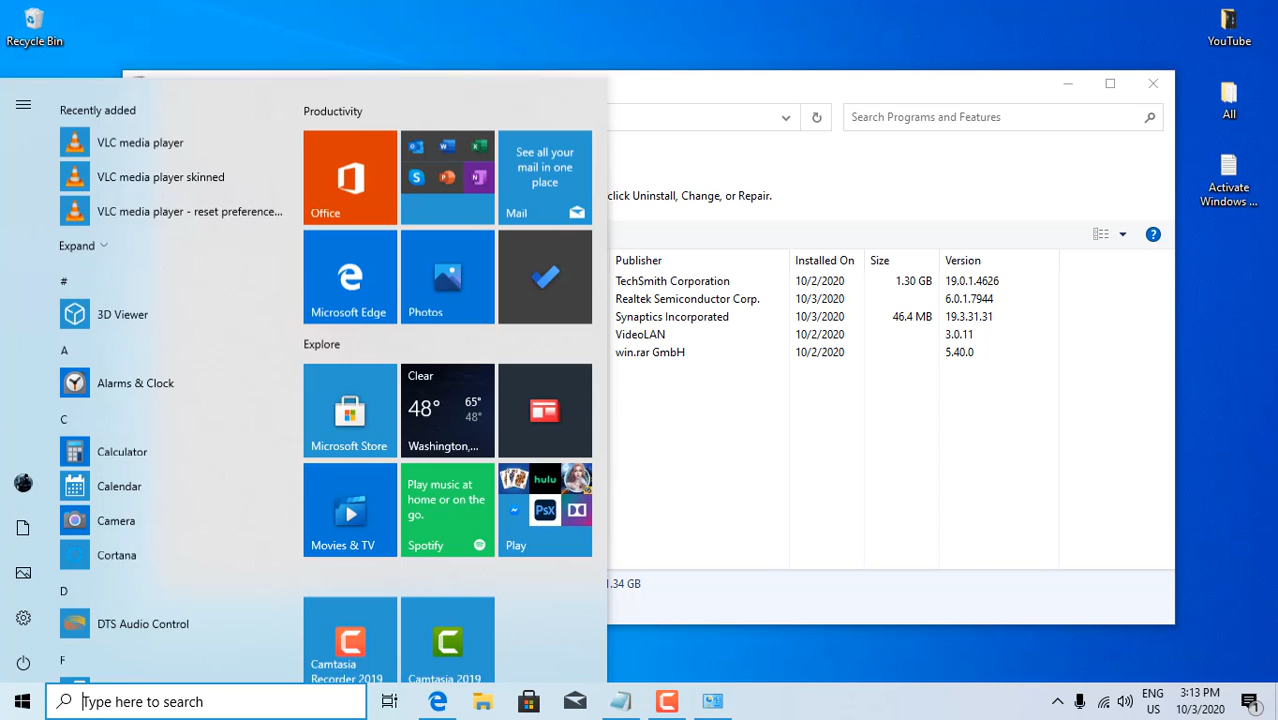 Recycle Bin
YouTube
All
Activate
Windows ...
Search Programs and Features
click Uninstall, Change, or Repair.
Publisher Installed On Size Version
TechSmith Corporation 10/2/2020 1.30 GB 19.0.1.4626
Realtek Semiconductor Corp. 10/3/2020 6.0.1.7944
Synaptics Incorporated 10/3/2020 46.4 MB 19.3.31.31
VideoLAN 10/2/2020 3.0.11
win.rar GmbH 10/2/2020 5.40.0
1.34 GB
Recently added
VLC media player
VLC media player skinned
VLC media player - reset preference...
Expand
#
3D Viewer
A
Alarms & Clock
C
Calculator
Calendar
Camera
Cortana
D
DTS Audio Control
F
Productivity
Office
See all your
mail in one
place
Mail
Microsoft Edge
Photos
Explore
Microsoft Store
Clear
48° 65°
48°
Washington,...
Movies & TV
Play music at
home or on the
go.
Spotify
hulu
PsX
Play
Camtasia
Recorder 2019
Camtasia 2019
Type here to search
ENG
US
3:13 PM
10/3/2020
1